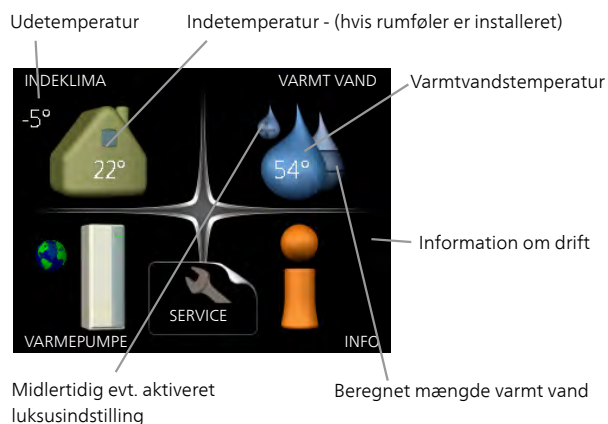 Udetemperatur
Indetemperatur - (hvis rumføler er installeret)
INDEKLIMA
VARMT VAND
Varmtvandstemperatur
-5°
22°
54°
Information om drift
SERVICE
VARMEPUMPE
INFO
Midlertidig evt. aktiveret
luksusindstilling
Beregnet mængde varmt vand